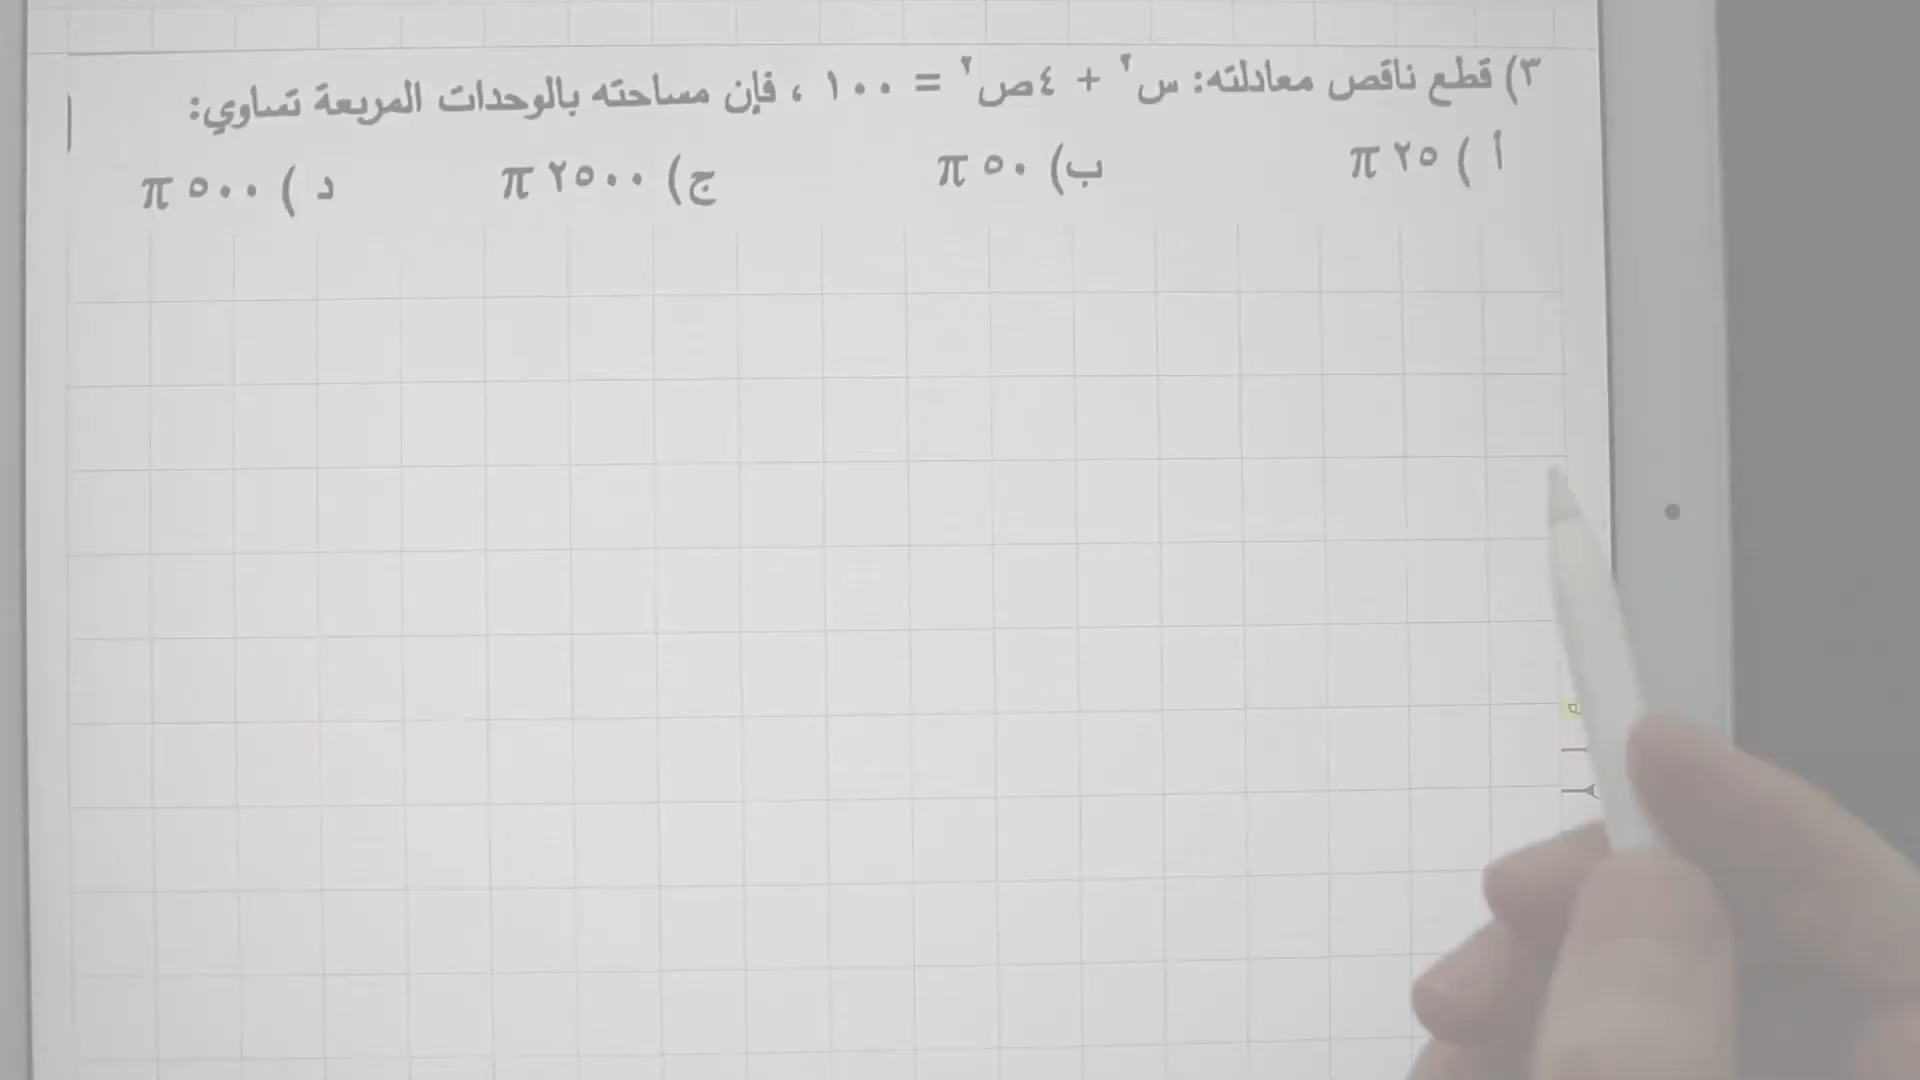 ٣) قطع ناقص معادلته: س٢ + ٤ص٢ = ١٠٠ ، فإن مساحته بالوحدات المربعة تساوي:
أ ) ٢٥ π ب) ٥٠ π ج) ٢٥٠٠ π د ) ٥٠٠ π